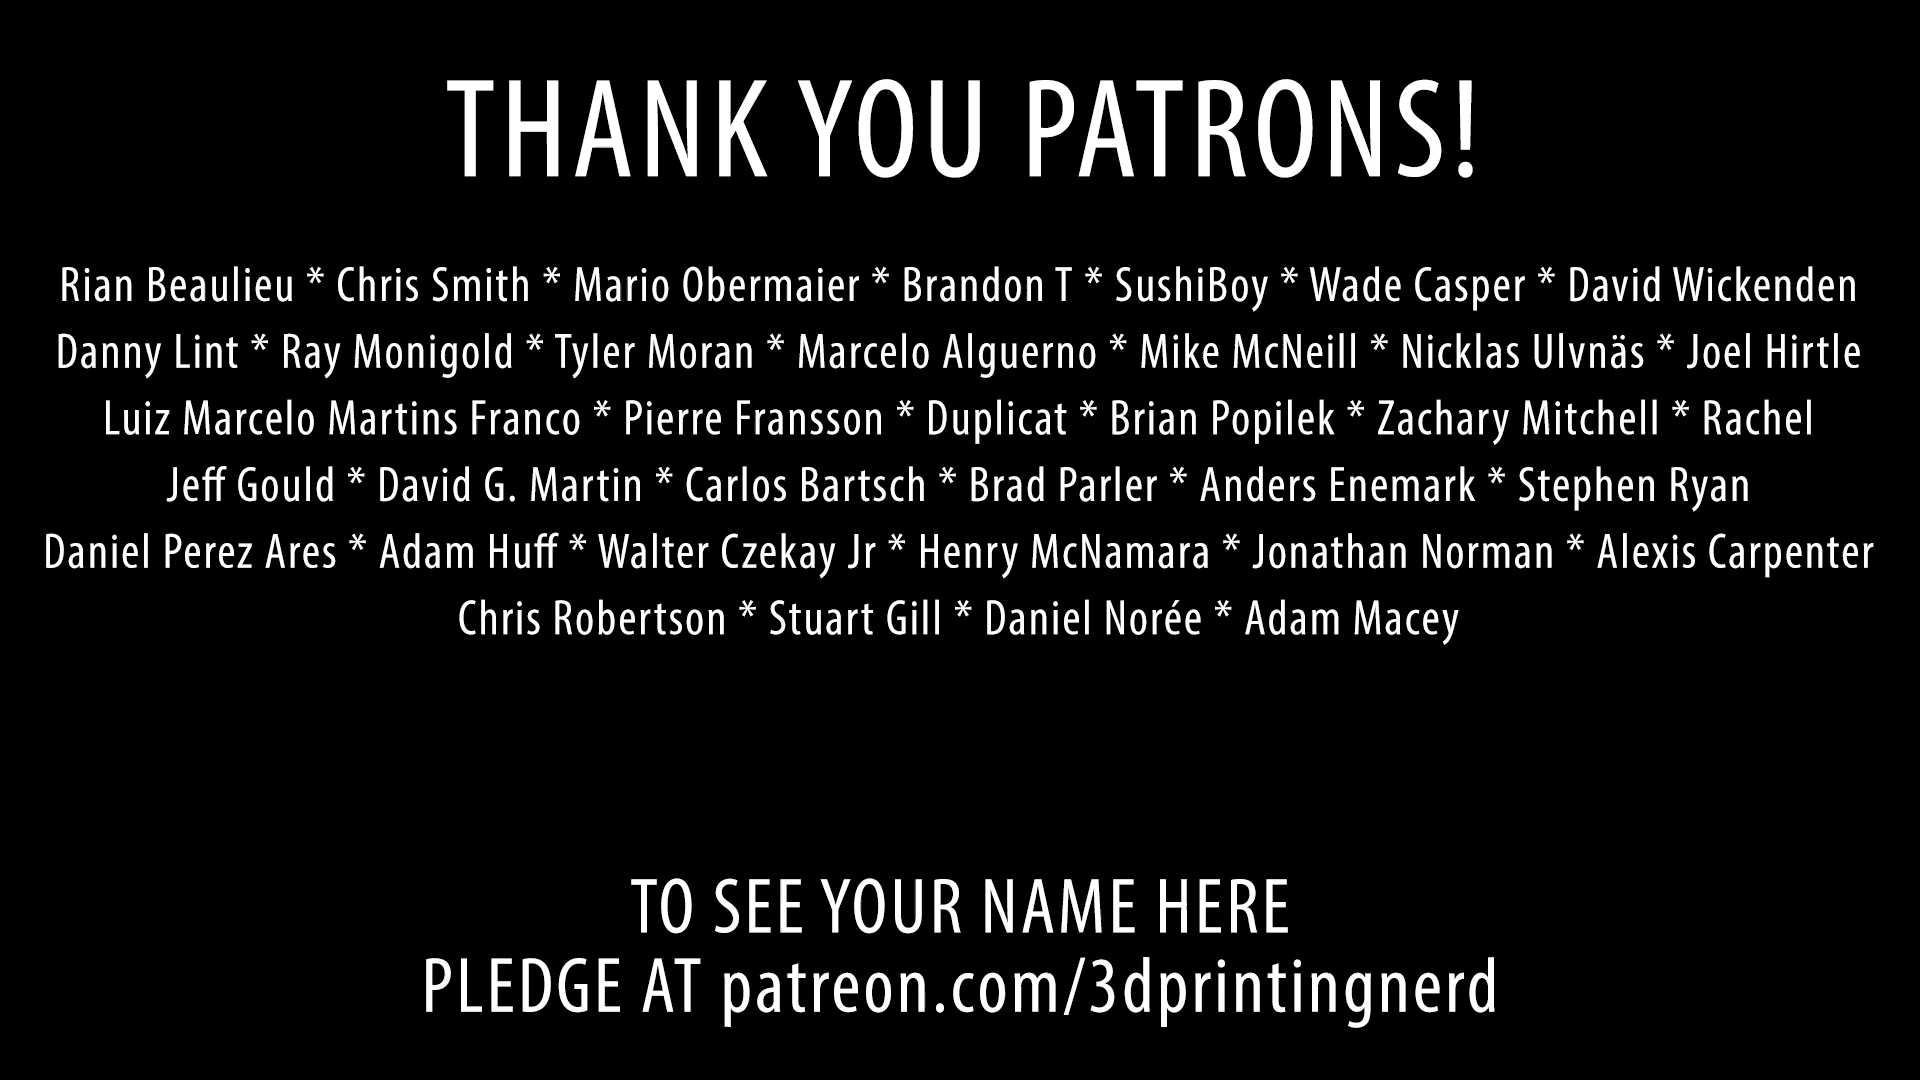 THANK YOU PATRONS!
Rian Beaulieu * Chris Smith * Mario Obermaier * Brandon T * SushiBoy * Wade Casper * David Wickenden
Danny Lint * Ray Monigold * Tyler Moran * Marcelo Alguerno * Mike McNeill * Nicklas Ulvnäs * Joel Hirtle
Luiz Marcelo Martins Franco * Pierre Fransson * Duplicat * Brian Popilek * Zachary Mitchell * Rachel
Jeff Gould * David G. Martin * Carlos Bartsch * Brad Parler * Anders Enemark * Stephen Ryan
Daniel Perez Ares * Adam Huff * Walter Czekay Jr * Henry McNamara * Jonathan Norman * Alexis Carpenter
Chris Robertson * Stuart Gill * Daniel Norée * Adam Macey
TO SEE YOUR NAME HERE
PLEDGE AT patreon.com/3dprintingnerd